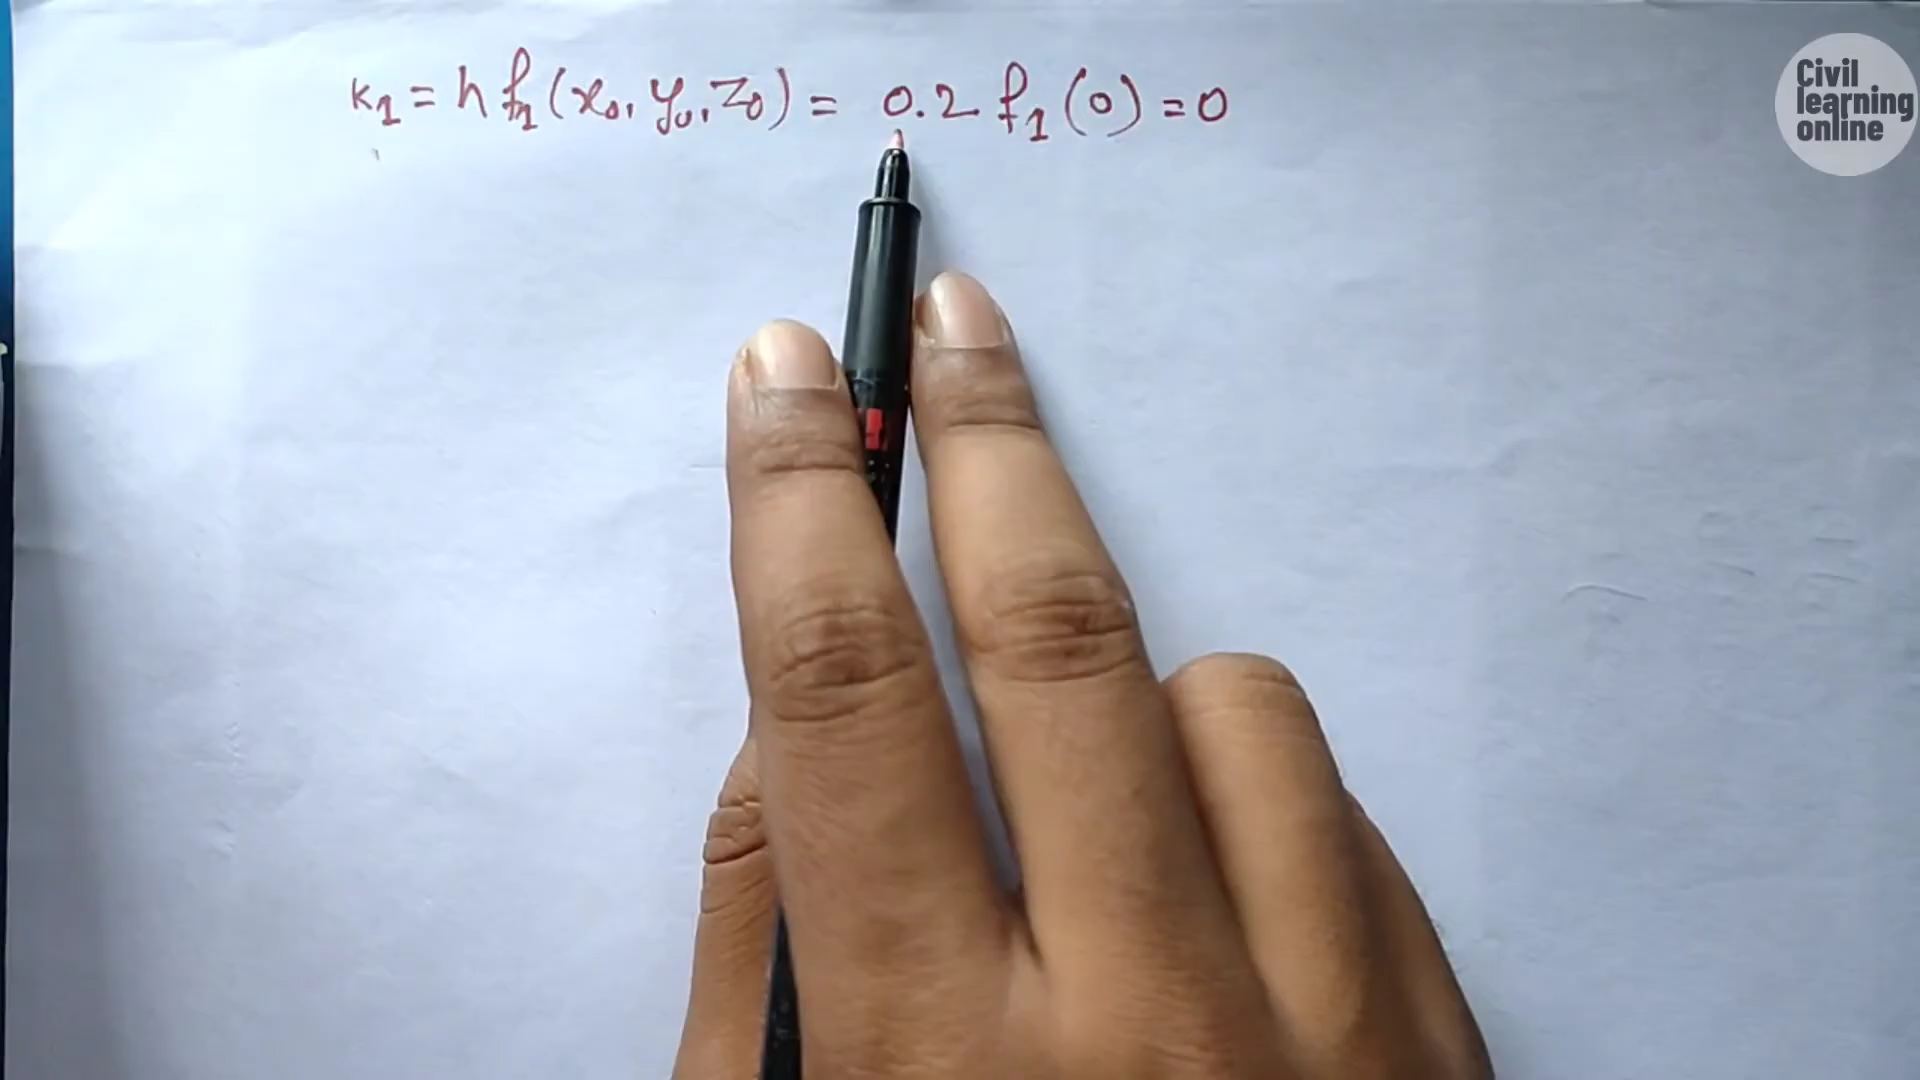 k₁ = h f₁(x₀, y₀, z₀) = 0.2 f₁(0) = 0
Civil
learning
online